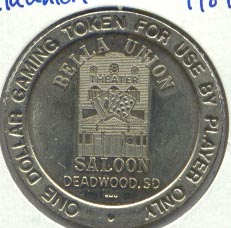 ONE DOLLAR GAMING TOKEN FOR USE BY PLAYER ONLY
BELLA UNION
THEATER
SALOON
DEADWOOD, SD